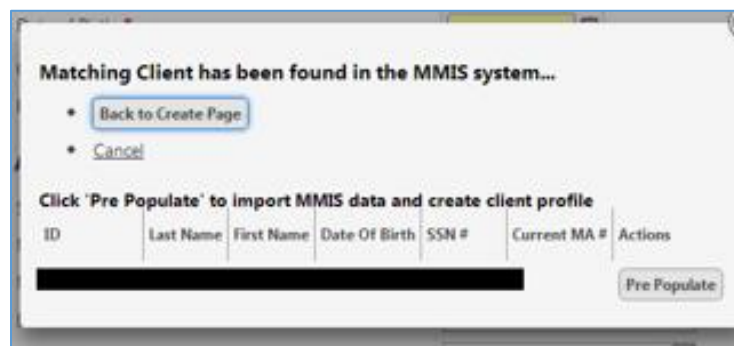 Matching Client has been found in the MMIS system...
Back to Create Page
Cancel
Click 'Pre Populate' to import MMIS data and create client profile
ID Last Name First Name Date Of Birth SSN # Current MA # Actions
Pre Populate